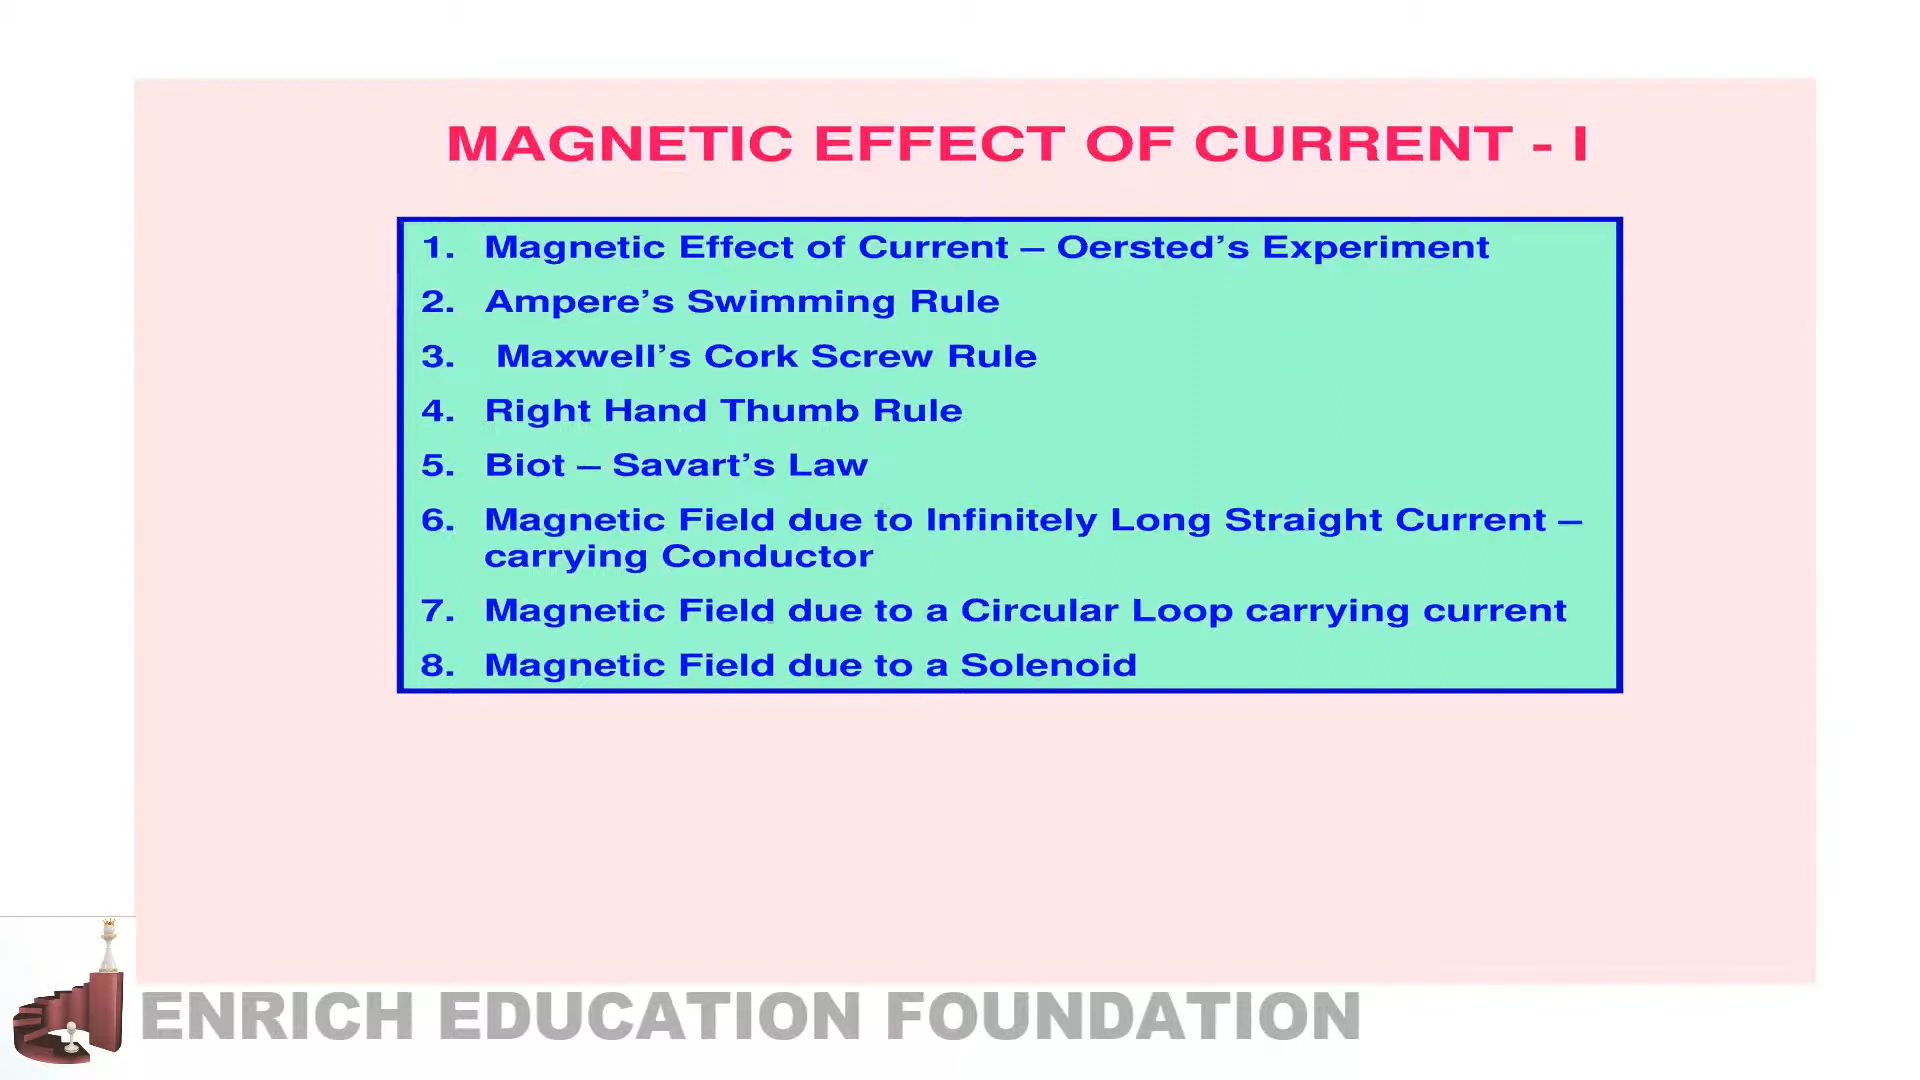 MAGNETIC EFFECT OF CURRENT - I
1. Magnetic Effect of Current – Oersted’s Experiment
2. Ampere’s Swimming Rule
3. Maxwell’s Cork Screw Rule
4. Right Hand Thumb Rule
5. Biot – Savart’s Law
6. Magnetic Field due to Infinitely Long Straight Current –
carrying Conductor
7. Magnetic Field due to a Circular Loop carrying current
8. Magnetic Field due to a Solenoid
ENRICH EDUCATION FOUNDATION